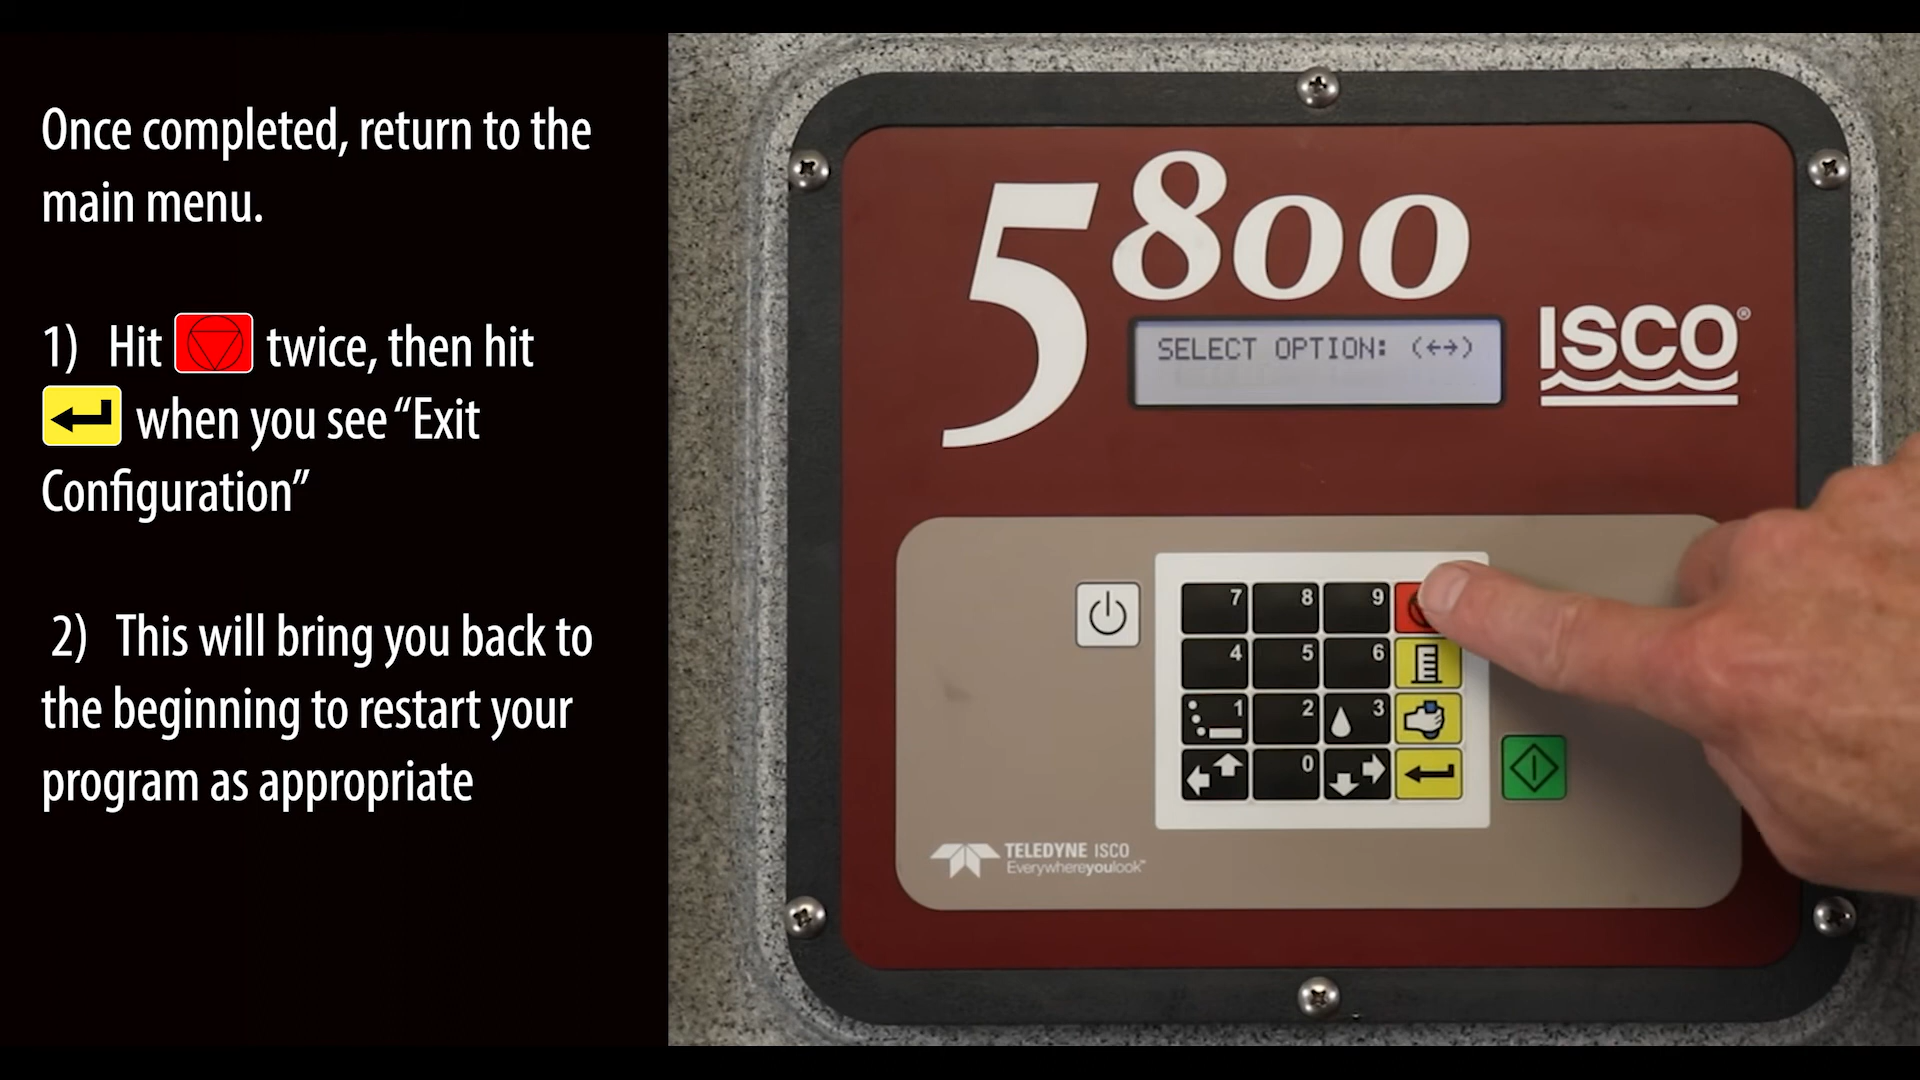 Once completed, return to the
main menu.
1) Hit twice, then hit
when you see “Exit
Configuration”
2) This will bring you back to
the beginning to restart your
program as appropriate
5800
SELECT OPTION: (←→)
ISCO®
7 8 9
4 5 6
1 2 3
0
TELEDYNE ISCO
Everywhereyoulook™